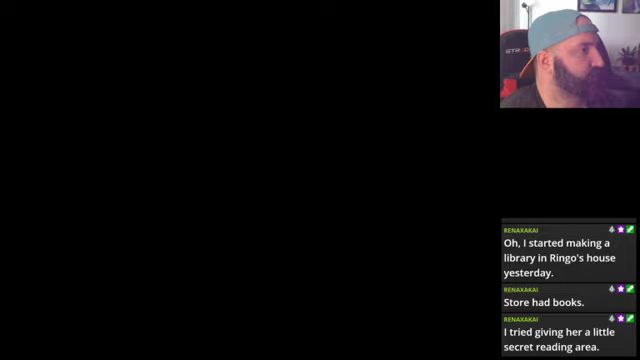 GTR
RENAXAKAI
Oh, I started making a
library in Ringo's house
yesterday.
RENAXAKAI
Store had books.
RENAXAKAI
I tried giving her a little
secret reading area.